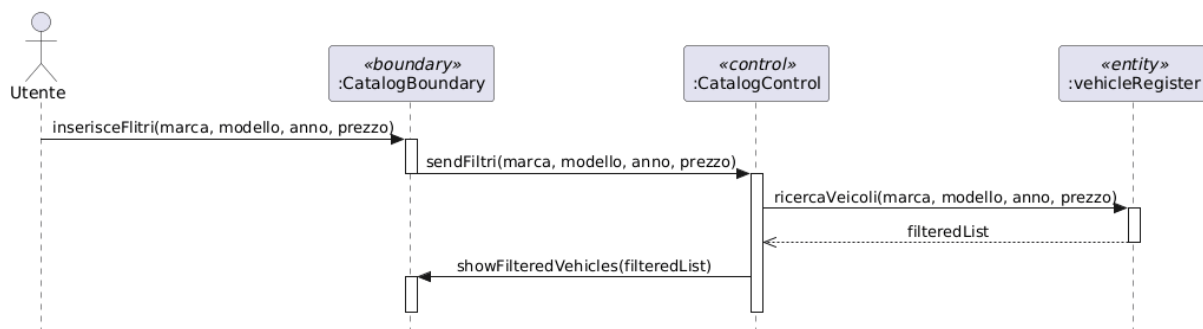 Utente
«boundary»
:CatalogBoundary
«control»
:CatalogControl
«entity»
:vehicleRegister
inserisceFlitri(marca, modello, anno, prezzo)
sendFiltri(marca, modello, anno, prezzo)
ricercaVeicoli(marca, modello, anno, prezzo)
filteredList
showFilteredVehicles(filteredList)